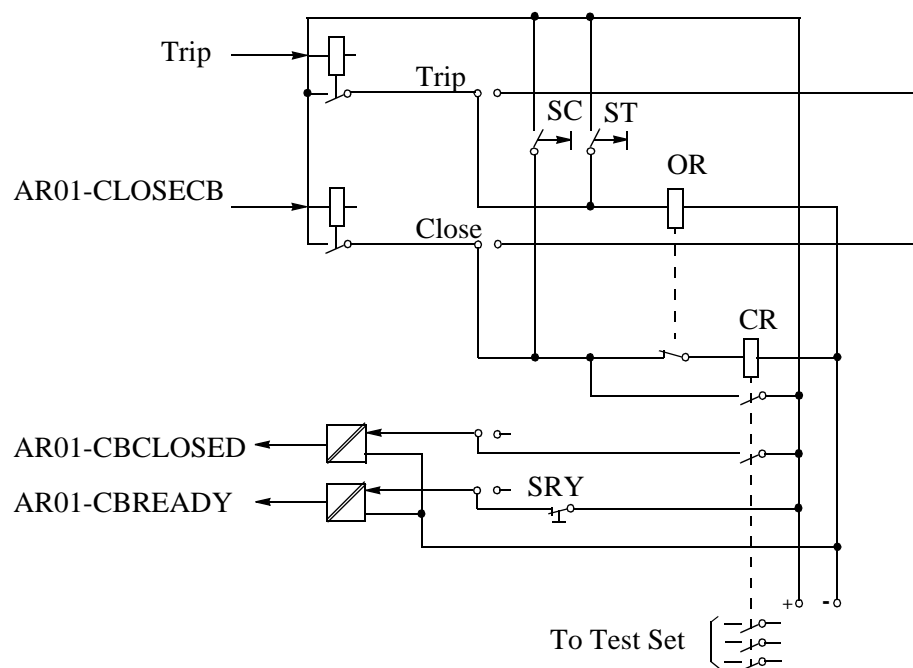 Trip
Trip
SC ST
OR
AR01-CLOSECB
Close
CR
AR01-CBCLOSED
AR01-CBREADY
SRY
+ -
To Test Set